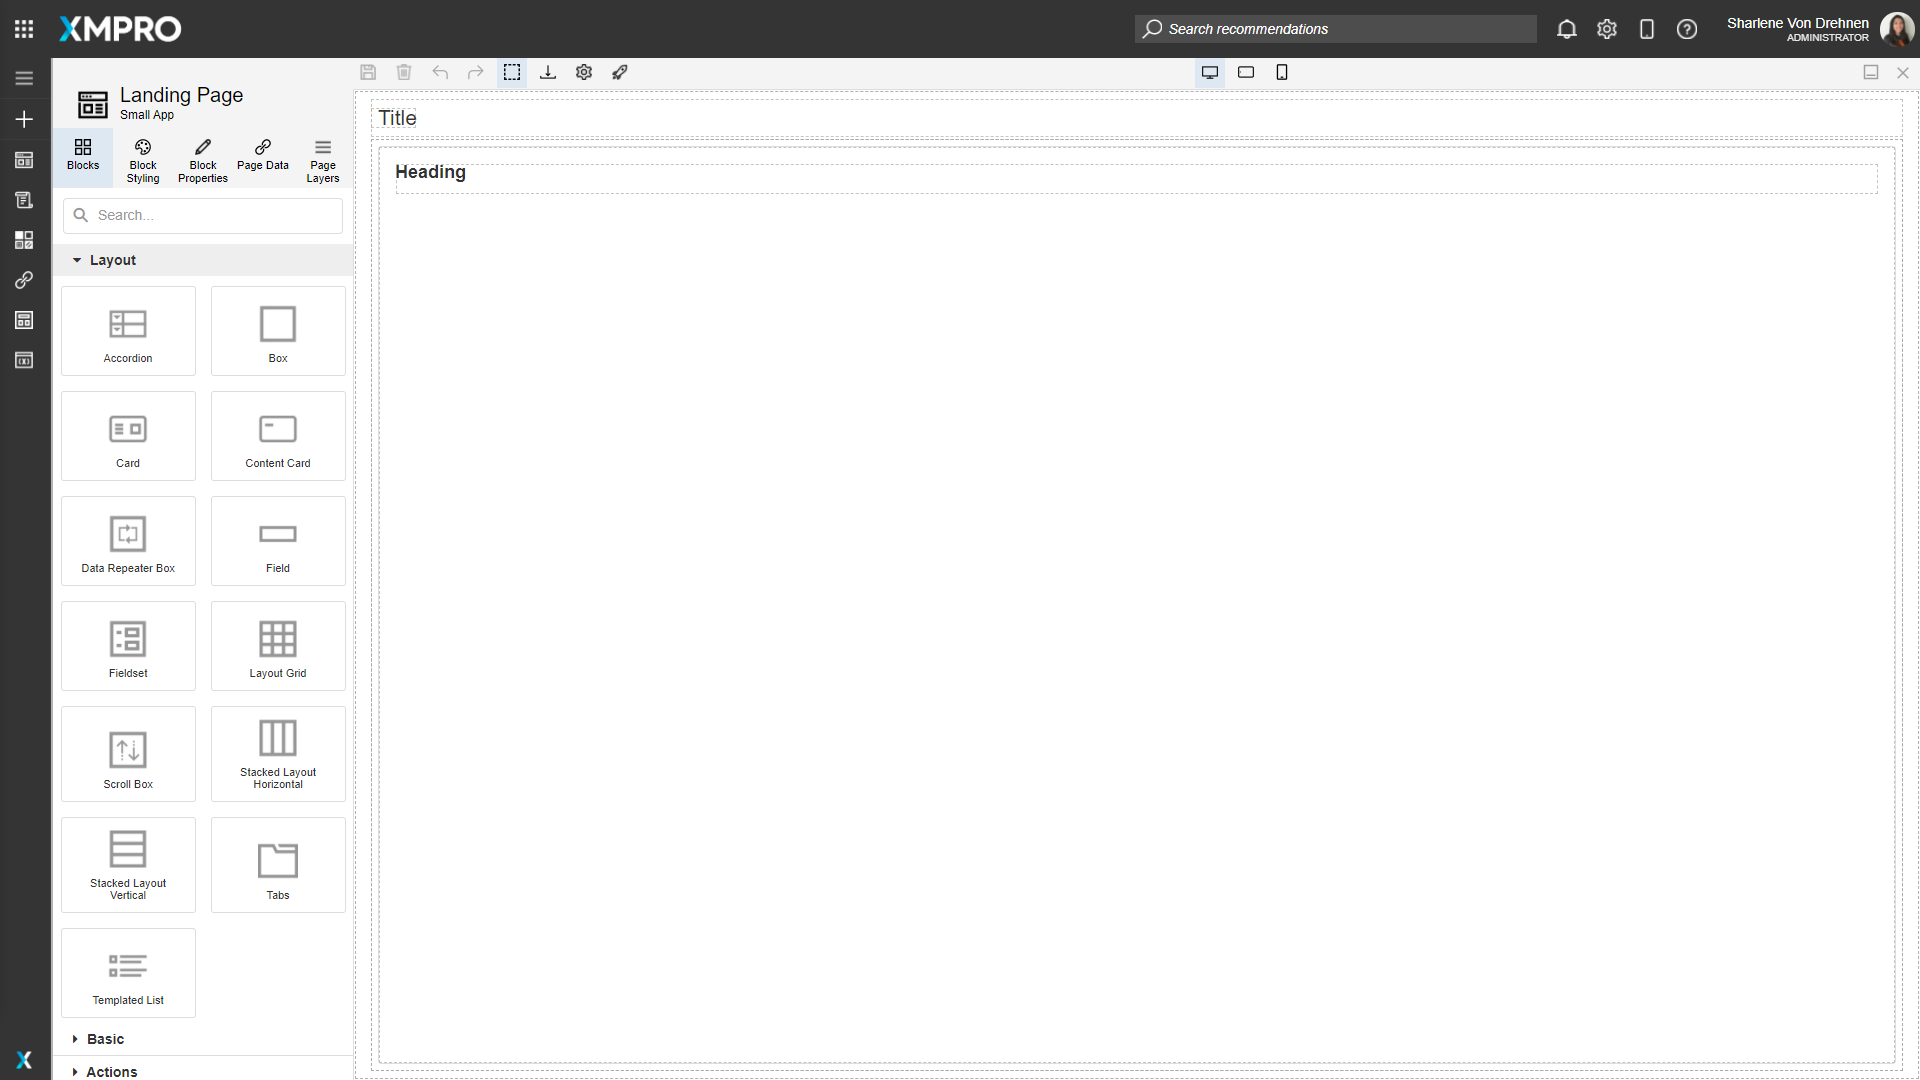 XMPRO
Search recommendations
Sharlene Von Drehnen
ADMINISTRATOR
Landing Page
Small App
Blocks
Block
Styling
Block
Properties
Page Data
Page
Layers
Search...
Layout
Accordion
Box
Card
Content Card
Data Repeater Box
Field
Fieldset
Layout Grid
Scroll Box
Stacked Layout
Horizontal
Stacked Layout
Vertical
Tabs
Templated List
Basic
Actions
Title
Heading